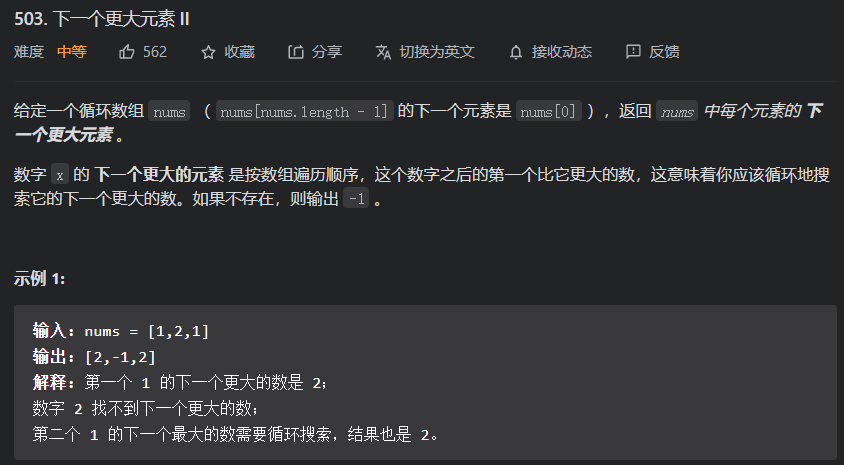 503. 下一个更大元素 II
难度 中等 562 收藏 分享 切换为英文 接收动态 反馈
给定一个循环数组 nums （ nums[nums.length - 1] 的下一个元素是 nums[0] ），返回 nums 中每个元素的 下
一个更大元素 。
数字 x 的 下一个更大的元素 是按数组遍历顺序，这个数字之后的第一个比它更大的数，这意味着你应该循环地搜
索它的下一个更大的数。如果不存在，则输出 -1 。
示例 1:
输入：nums = [1,2,1]
输出：[2,-1,2]
解释：第一个 1 的下一个更大的数是 2；
数字 2 找不到下一个更大的数；
第二个 1 的下一个最大的数需要循环搜索，结果也是 2。